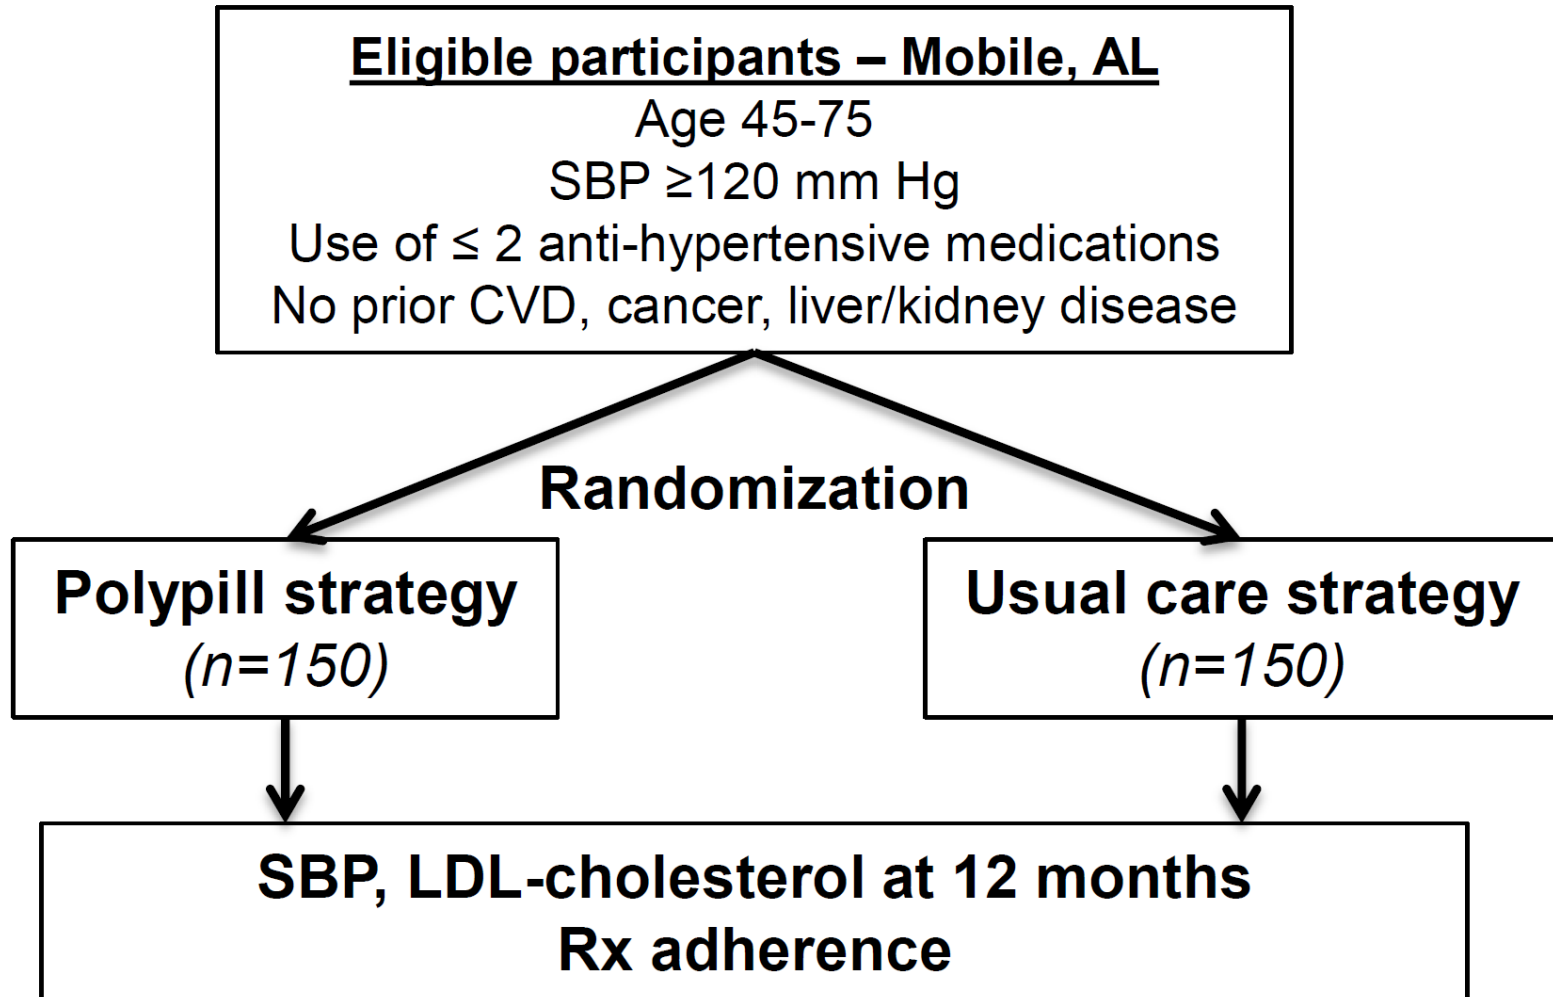 Eligible participants – Mobile, AL
Age 45-75
SBP ≥120 mm Hg
Use of ≤ 2 anti-hypertensive medications
No prior CVD, cancer, liver/kidney disease
Randomization
Polypill strategy
(n=150)
Usual care strategy
(n=150)
SBP, LDL-cholesterol at 12 months
Rx adherence